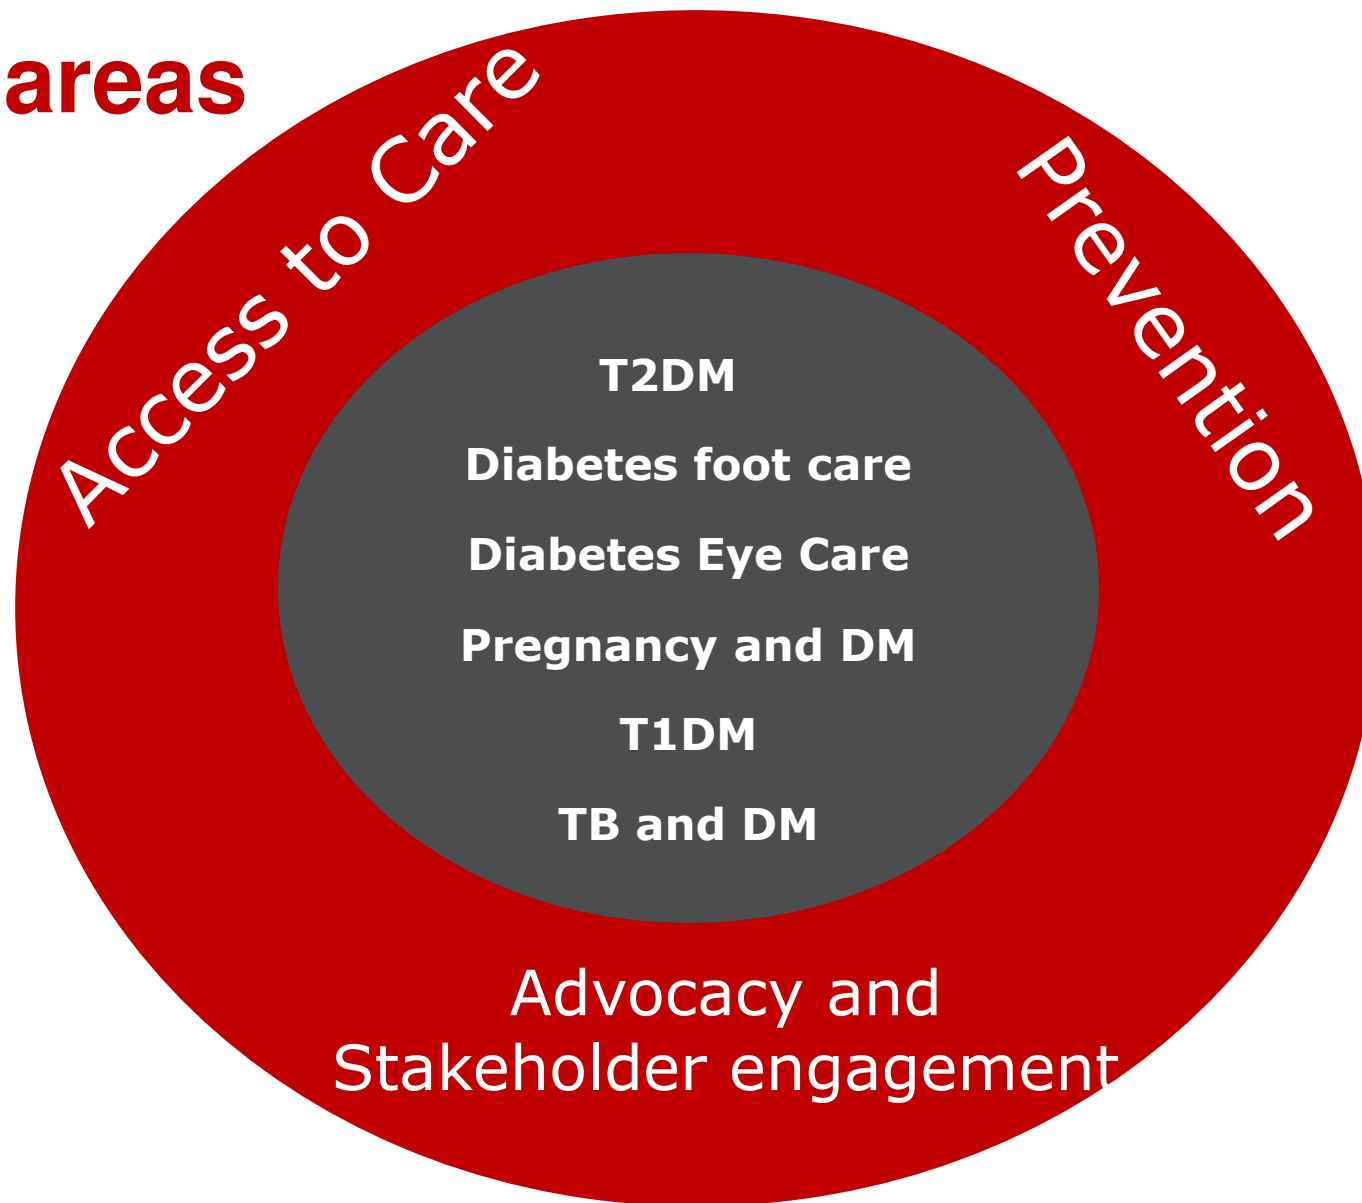 areas
Access to Care
Prevention
T2DM
Diabetes foot care
Diabetes Eye Care
Pregnancy and DM
T1DM
TB and DM
Advocacy and
Stakeholder engagement